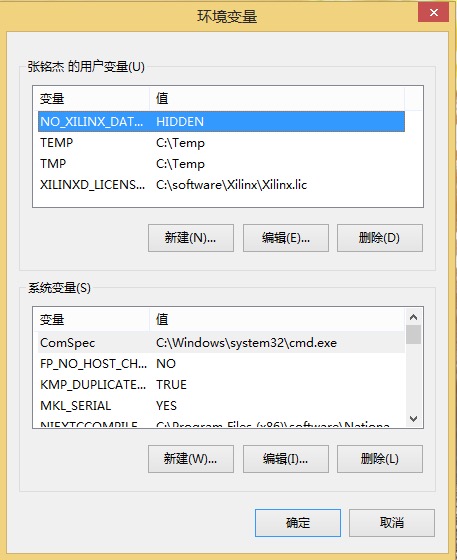 环境变量
张铭杰 的用户变量(U)
变量 值
NO_XILINX_DAT... HIDDEN
TEMP C:\Temp
TMP C:\Temp
XILINXD_LICENS... C:\software\Xilinx\Xilinx.lic
新建(N)... 编辑(E)... 删除(D)
系统变量(S)
变量 值
ComSpec C:\Windows\system32\cmd.exe
FP_NO_HOST_CH... NO
KMP_DUPLICATE... TRUE
MKL_SERIAL YES
NIEXTCCOMPILE... C:\Program Files (x86)\software\Nationa...
新建(W)... 编辑(I)... 删除(L)
确定 取消